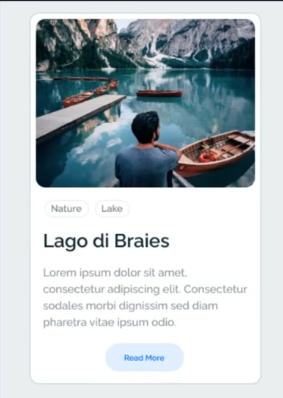 Nature Lake
Lago di Braies
Lorem ipsum dolor sit amet,
consectetur adipiscing elit. Consectetur
sodales morbi dignissim sed diam
pharetra vitae ipsum odio.
Read More